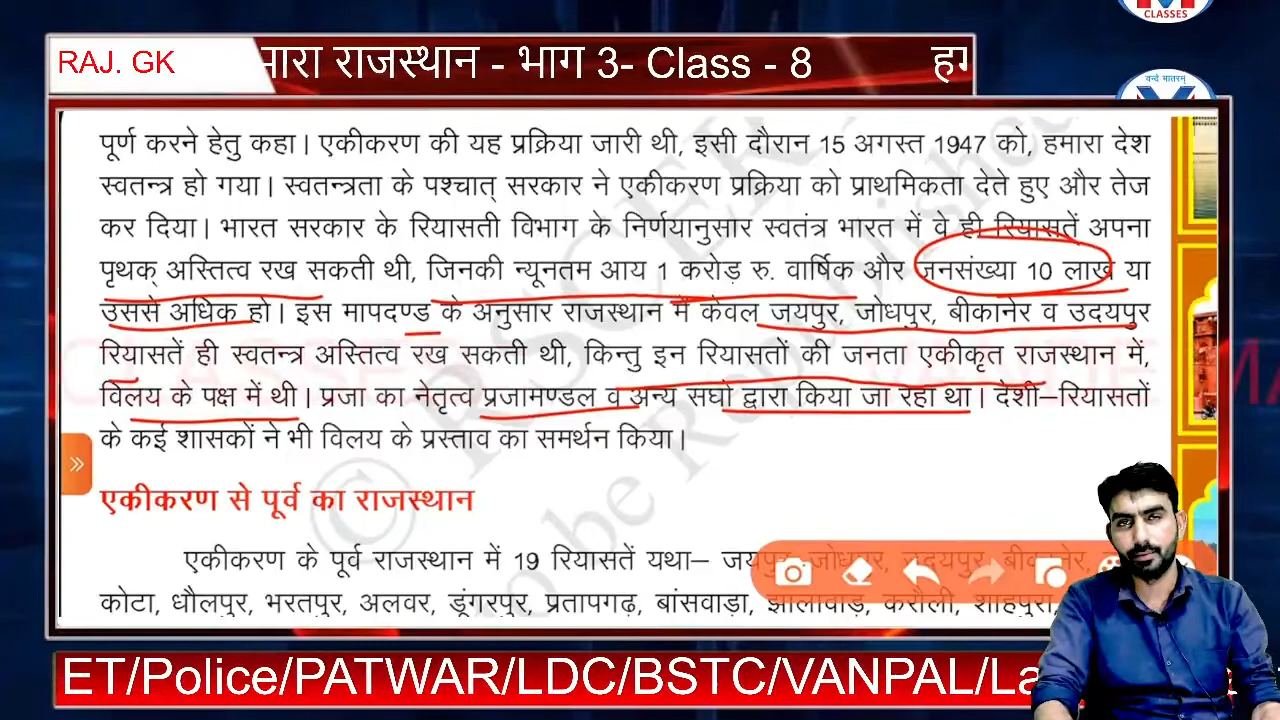 CLASSES
RAJ. GK
मारा राजस्थान - भाग 3- Class - 8
वन्दे मातरम्
पूर्ण करने हेतु कहा। एकीकरण की यह प्रक्रिया जारी थी, इसी दौरान 15 अगस्त 1947 को, हमारा देश
स्वतन्त्र हो गया। स्वतन्त्रता के पश्चात् सरकार ने एकीकरण प्रक्रिया को प्राथमिकता देते हुए और तेज
कर दिया। भारत सरकार के रियासती विभाग के निर्णयानुसार स्वतंत्र भारत में वे ही रियासतें अपना
पृथक् अस्तित्व रख सकती थी, जिनकी न्यूनतम आय 1 करोड़ रु. वार्षिक और जनसंख्या 10 लाख या
उससे अधिक हो। इस मापदण्ड के अनुसार राजस्थान में केवल जयपुर, जोधपुर, बीकानेर व उदयपुर
रियासतें ही स्वतन्त्र अस्तित्व रख सकती थी, किन्तु इन रियासतों की जनता एकीकृत राजस्थान में,
विलय के पक्ष में थी। प्रजा का नेतृत्व प्रजामण्डल व अन्य संघो द्वारा किया जा रहा था। देशी–रियासतों
के कई शासकों ने भी विलय के प्रस्ताव का समर्थन किया।
एकीकरण से पूर्व का राजस्थान
एकीकरण के पूर्व राजस्थान में 19 रियासतें यथा– जयपुर, जोधपुर, उदयपुर, बीकानेर,
कोटा, धौलपुर, भरतपुर, अलवर, डूंगरपुर, प्रतापगढ़, बांसवाड़ा, झालावाड़, करौली, शाहपुरा,
ET/Police/PATWAR/LDC/BSTC/VANPAL/La